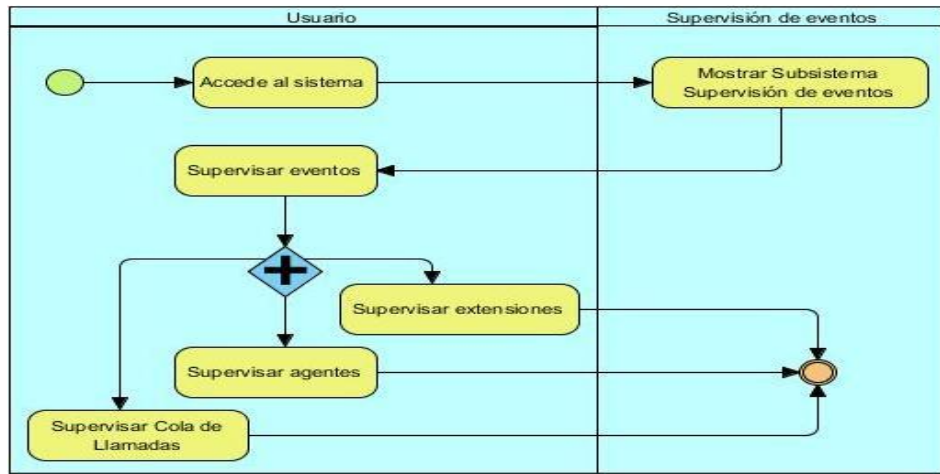 Usuario
Supervisión de eventos
Accede al sistema
Mostrar Subsistema
Supervisión de eventos
Supervisar eventos
Supervisar extensiones
Supervisar agentes
Supervisar Cola de
Llamadas